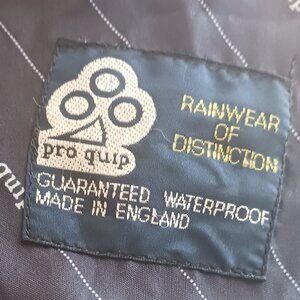 pro quip
RAINWEAR
OF
DISTINCTION
GUARANTEED WATERPROOF
MADE IN ENGLAND